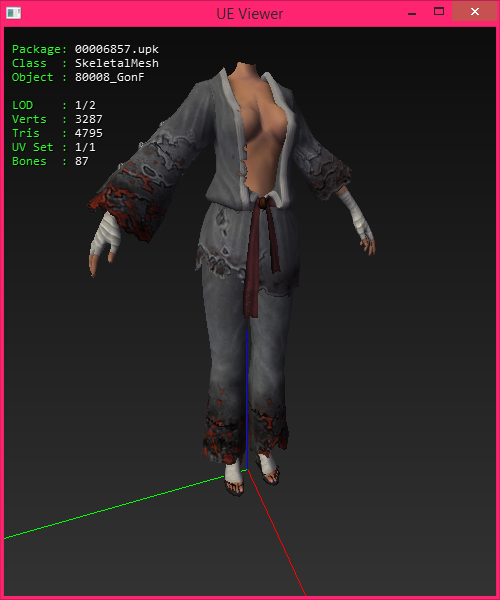 UE Viewer
Package: 00006857.upk
Class  : SkeletalMesh
Object : 80008_GonF
LOD    : 1/2
Verts  : 3287
Tris   : 4795
UV Set : 1/1
Bones  : 87